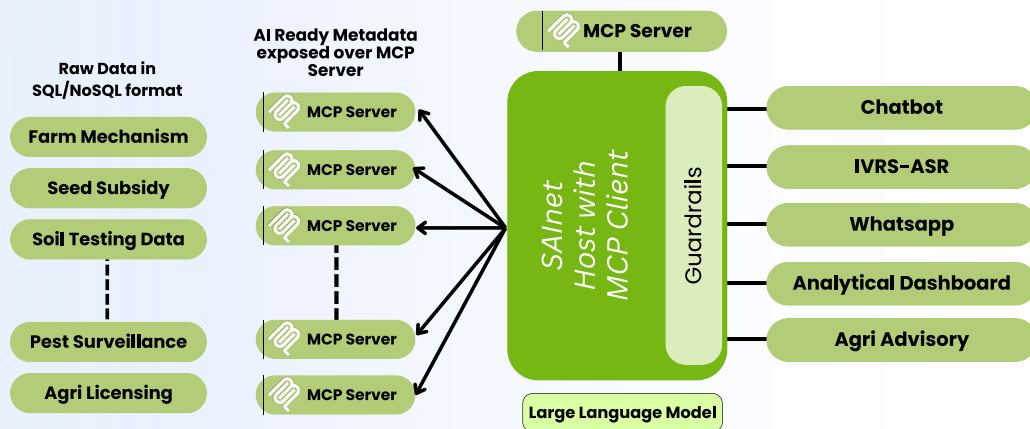 Raw Data in
SQL/NoSQL format
Farm Mechanism
Seed Subsidy
Soil Testing Data
Pest Surveillance
Agri Licensing
AI Ready Metadata
exposed over MCP
Server
MCP Server
MCP Server
MCP Server
MCP Server
MCP Server
MCP Server
SAInet
Host with
MCP Client
Guardrails
Large Language Model
Chatbot
IVRS-ASR
Whatsapp
Analytical Dashboard
Agri Advisory